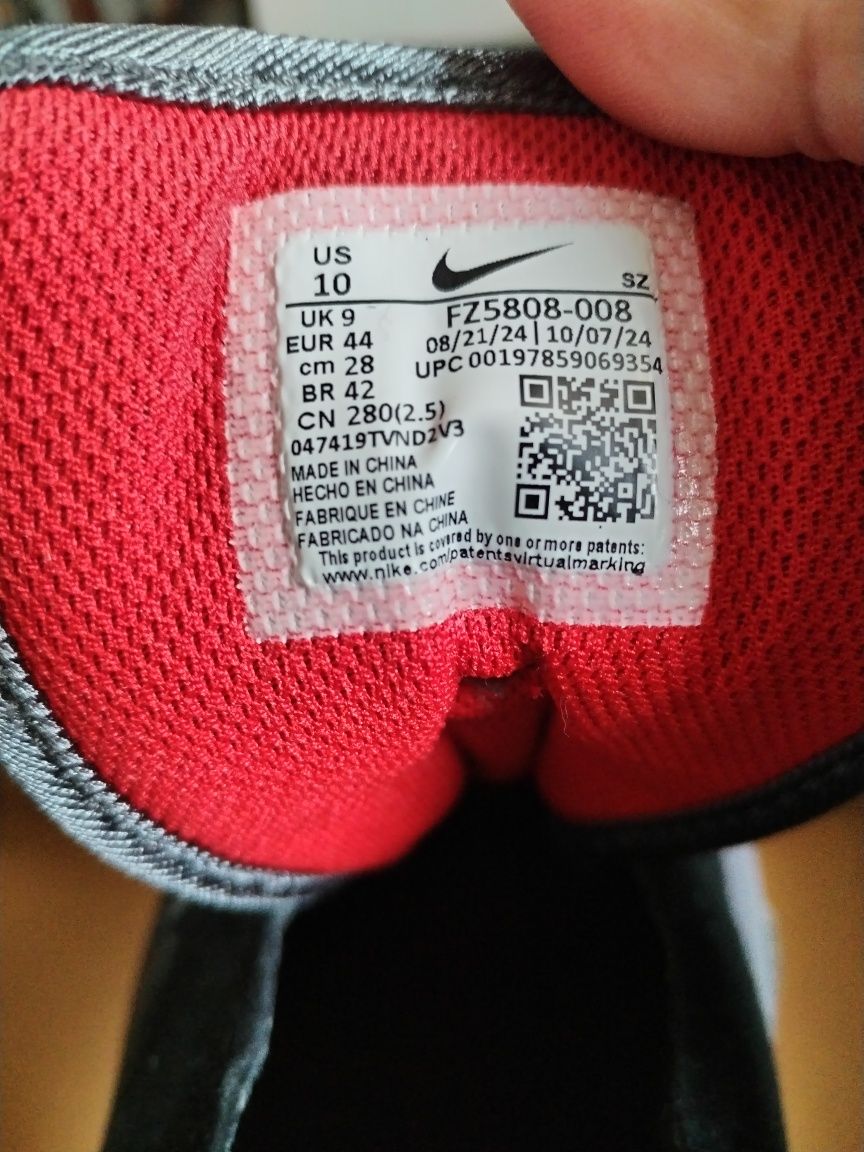 US
10
SZ
UK 9
EUR 44
cm 28
BR 42
CN 280(2.5)
FZ5808-008
08/21/24 | 10/07/24
UPC 00197859069354
047419TVND2V3
MADE IN CHINA
HECHO EN CHINA
FABRIQUE EN CHINE
FABRICADO NA CHINA
This product is covered by one or more patents:
www.nike.com/patentsvirtualmarking